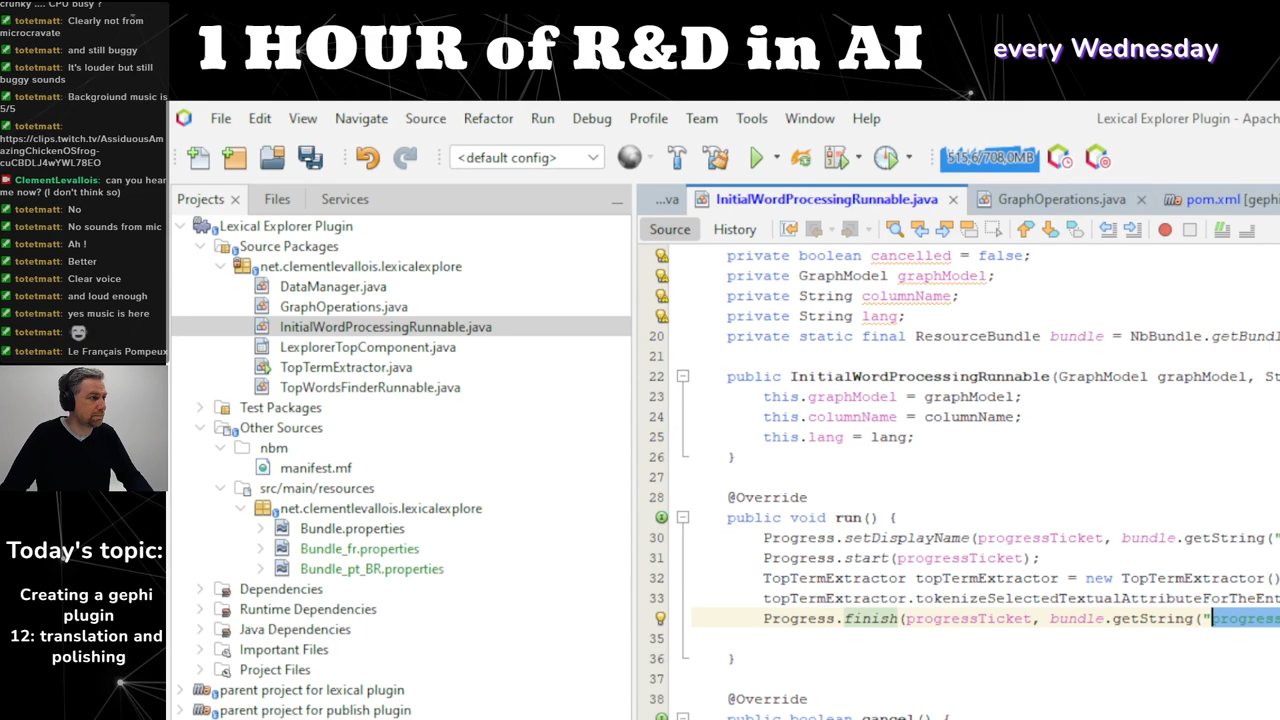 crunky .... CPU busy ?
totetmatt: Clearly not from
microcravate
totetmatt: and still buggy
totetmatt: It's louder but still
buggy sounds
totetmatt: Backgroiund music is
5/5
totetmatt:
https://clips.twitch.tv/AssiduousAm
azingChickenOSfrog-
cuCBDLJ4wYWL78EO
ClementLevallois: can you hear
me now? (I don't think so)
totetmatt: No
totetmatt: No sounds from mic
totetmatt: Ah !
totetmatt: Better
totetmatt: Clear voice
totetmatt: and loud enough
totetmatt: yes music is here
totetmatt:
totetmatt: Le Français Pompeux
Today's topic:
Creating a gephi
plugin
12: translation and
polishing
1 HOUR of R&D in AI
every Wednesday
File Edit View Navigate Source Refactor Run Debug Profile Team Tools Window Help
Lexical Explorer Plugin - Apach
<default config>
515,6/708,0MB
Projects Files Services
Lexical Explorer Plugin
Source Packages
net.clementlevallois.lexicalexplore
DataManager.java
GraphOperations.java
InitialWordProcessingRunnable.java
LexplorerTopComponent.java
TopTermExtractor.java
TopWordsFinderRunnable.java
Test Packages
Other Sources
nbm
manifest.mf
src/main/resources
net.clementlevallois.lexicalexplore
Bundle.properties
Bundle_fr.properties
Bundle_pt_BR.properties
Dependencies
Runtime Dependencies
Java Dependencies
Important Files
Project Files
parent project for lexical plugin
parent project for publish plugin
...va InitialWordProcessingRunnable.java GraphOperations.java pom.xml [geph
Source History
private boolean cancelled = false;
private GraphModel graphModel;
private String columnName;
private String lang;
20 private static final ResourceBundle bundle = NbBundle.getBundl
21
22 public InitialWordProcessingRunnable(GraphModel graphModel, St
23 this.graphModel = graphModel;
24 this.columnName = columnName;
25 this.lang = lang;
26 }
27
28 @Override
public void run() {
30 Progress.setDisplayName(progressTicket, bundle.getString("
31 Progress.start(progressTicket);
32 TopTermExtractor topTermExtractor = new TopTermExtractor()
33 topTermExtractor.tokenizeSelectedTextualAttributeForTheEnt
Progress.finish(progressTicket, bundle.getString("progress
35
36 }
37
38 @Override
public boolean cancel() {